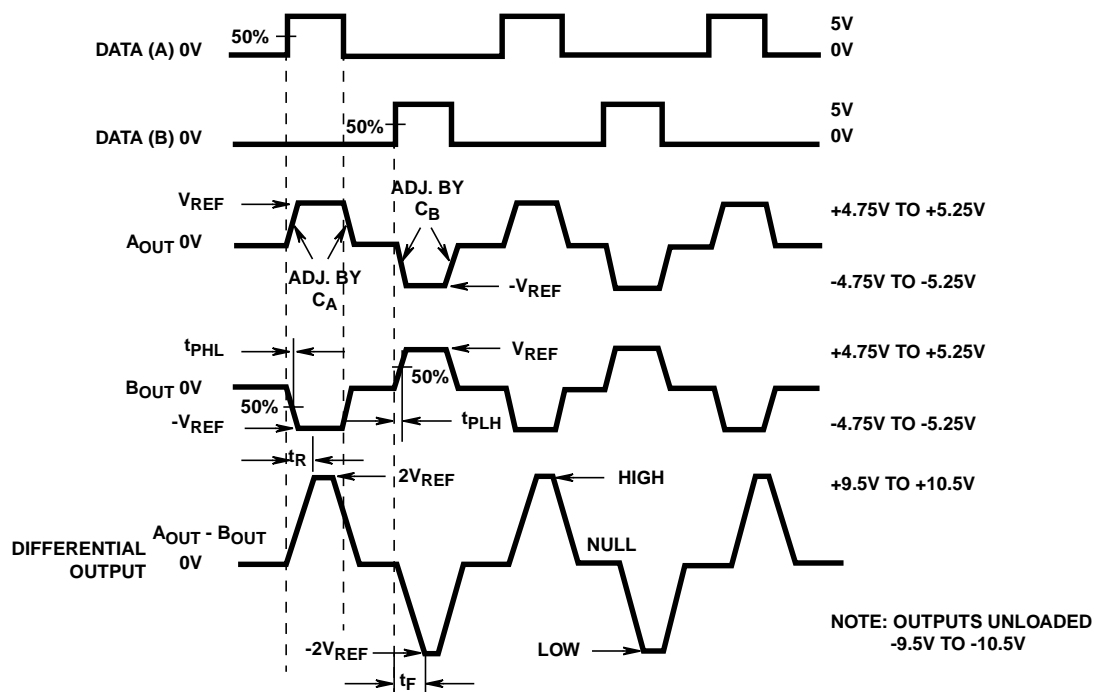 5V
50%
DATA (A) 0V
0V
5V
50%
DATA (B) 0V
0V
ADJ. BY
CB
VREF
+4.75V TO +5.25V
AOUT 0V
ADJ. BY
CA
-VREF
-4.75V TO -5.25V
tPHL
VREF
+4.75V TO +5.25V
50%
BOUT 0V
50%
tPLH
-VREF
-4.75V TO -5.25V
tR
2VREF
HIGH
+9.5V TO +10.5V
AOUT - BOUT
DIFFERENTIAL
OUTPUT
0V
NULL
NOTE: OUTPUTS UNLOADED
-9.5V TO -10.5V
-2VREF
LOW
tF